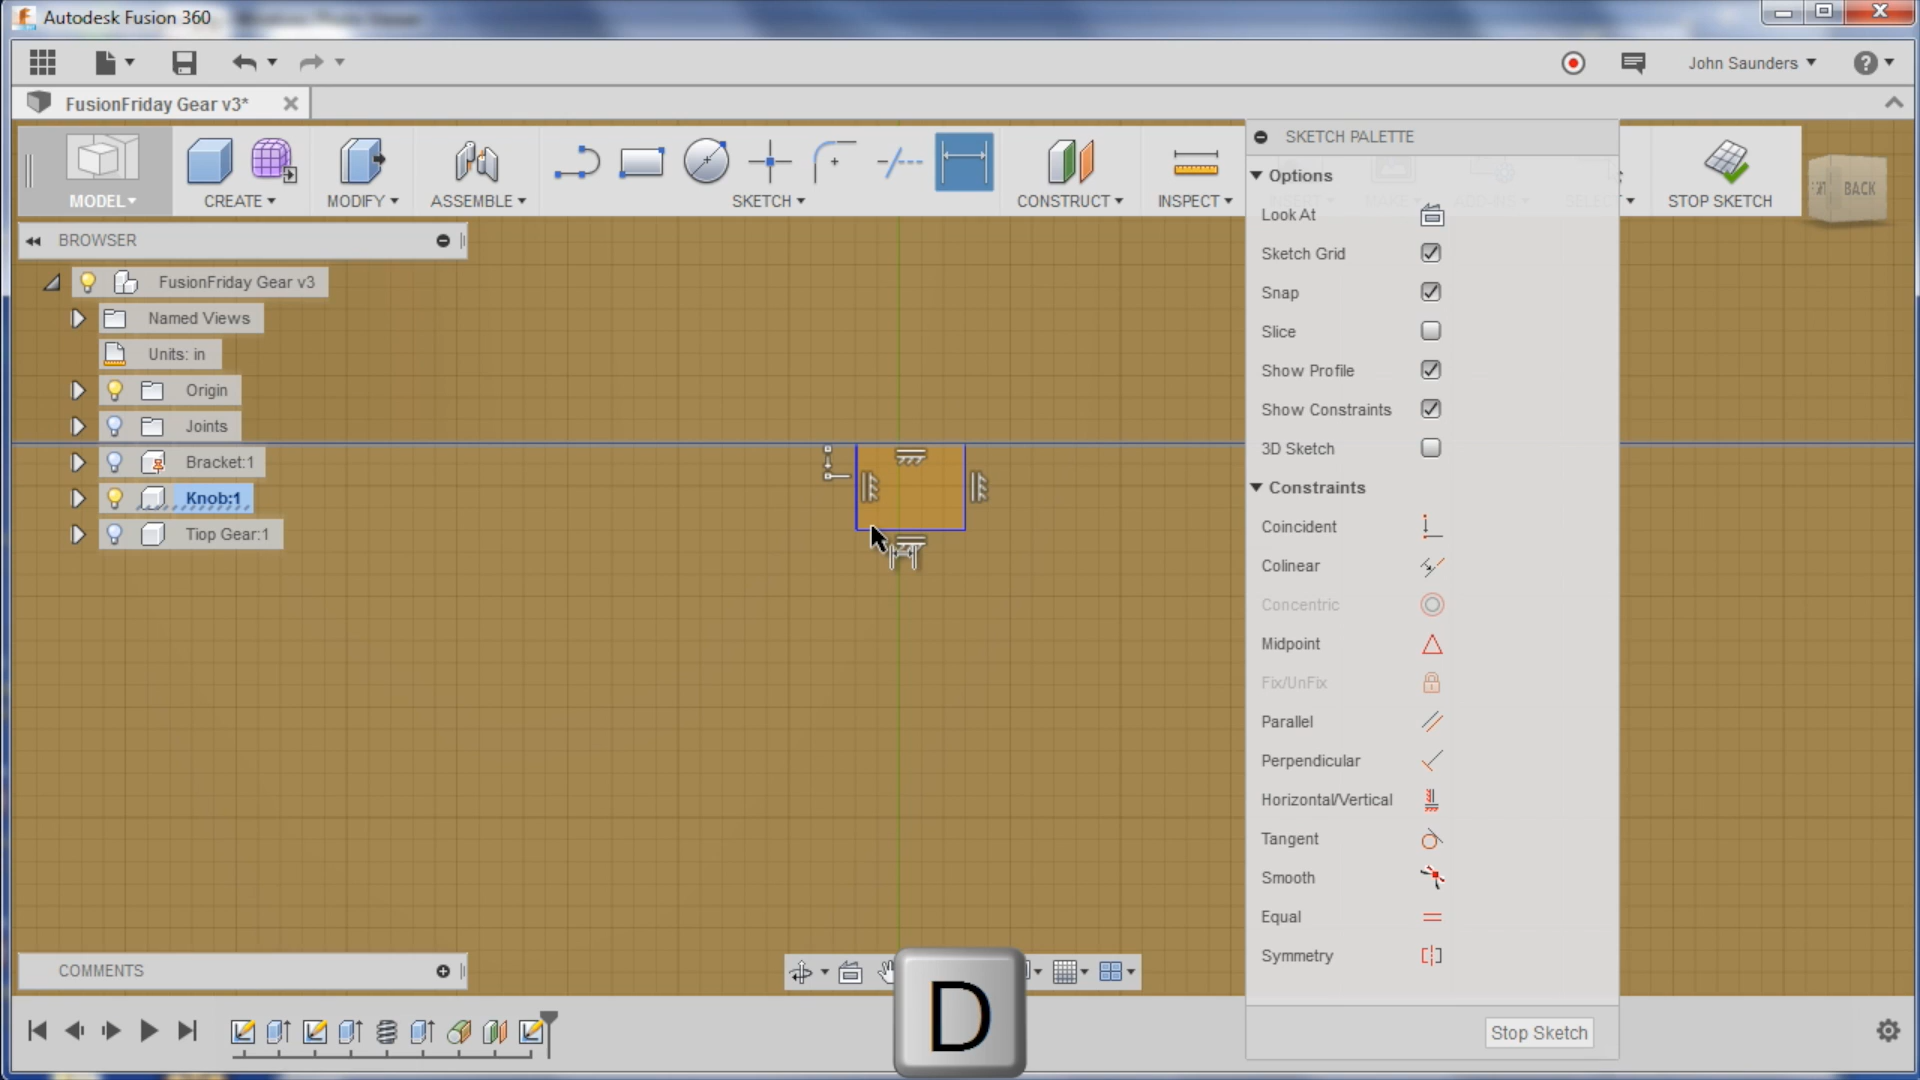 Autodesk Fusion 360
John Saunders
FusionFriday Gear v3*
MODEL
CREATE
MODIFY
ASSEMBLE
SKETCH
CONSTRUCT
INSPECT
STOP SKETCH
BACK
SKETCH PALETTE
Options
Look At
Sketch Grid
Snap
Slice
Show Profile
Show Constraints
3D Sketch
Constraints
Coincident
Colinear
Concentric
Midpoint
Fix/UnFix
Parallel
Perpendicular
Horizontal/Vertical
Tangent
Smooth
Equal
Symmetry
Stop Sketch
BROWSER
FusionFriday Gear v3
Named Views
Units: in
Origin
Joints
Bracket:1
Knob:1
Tiop Gear:1
COMMENTS
D